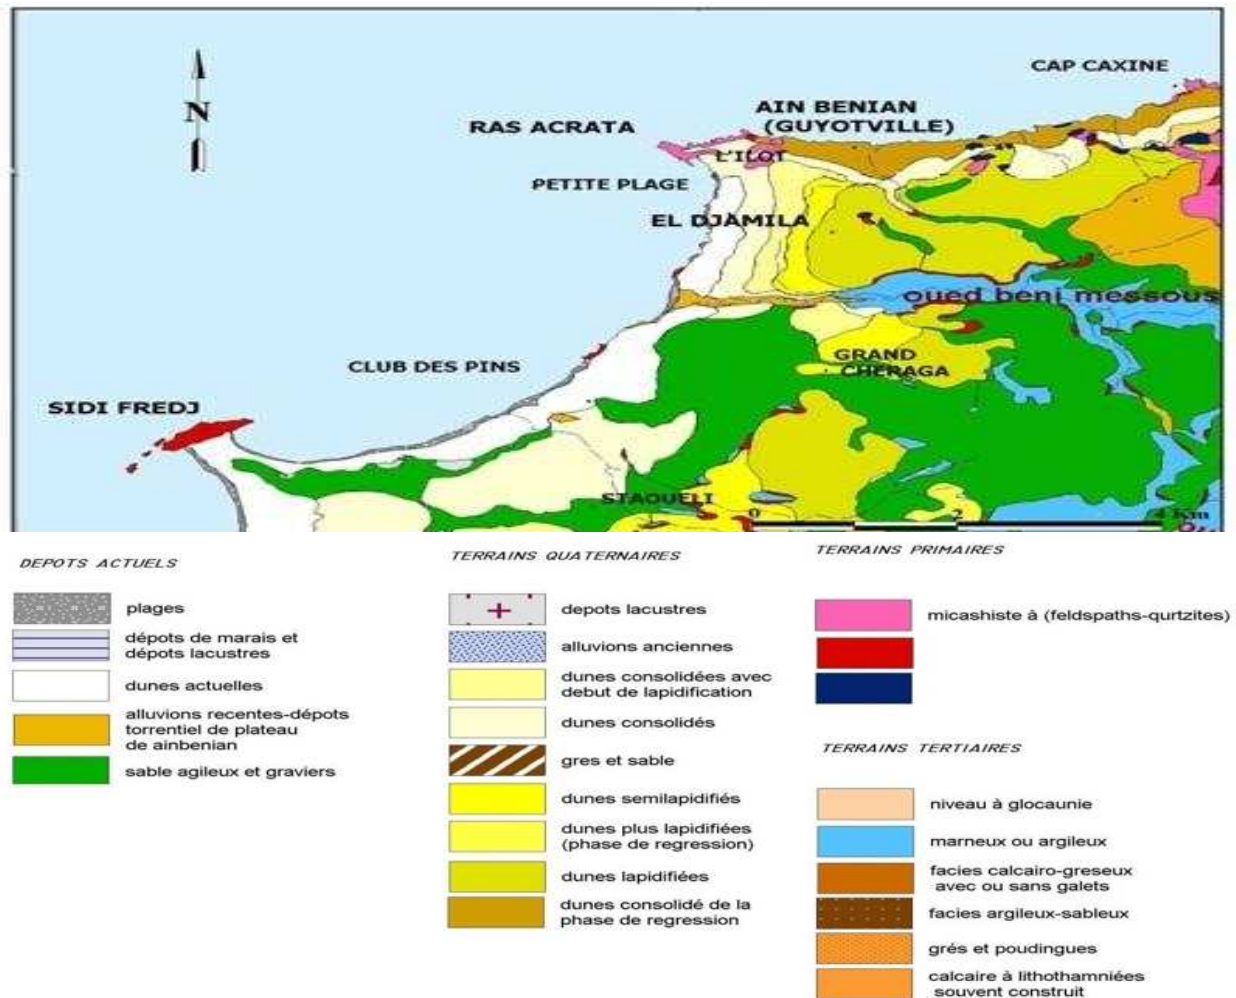 CAP CAXINE
N
AIN BENIAN
(GUYOTVILLE)
RAS ACRATA
L'ILOT
PETITE PLAGE
EL DJAMILA
oued beni messous
GRAND
CHERAGA
CLUB DES PINS
SIDI FREDJ
STAOUELI
0 2 4 Km
DEPOTS ACTUELS
plages
dépots de marais et
dépots lacustres
dunes actuelles
alluvions recentes-dépots
torrentiel de plateau
de ainbenian
sable agileux et graviers
TERRAINS QUATERNAIRES
depots lacustres
alluvions anciennes
dunes consolidées avec
debut de lapidification
dunes consolidés
gres et sable
dunes semilapidifiés
dunes plus lapidifiées
(phase de regression)
dunes lapidifiées
dunes consolidé de la
phase de regression
TERRAINS PRIMAIRES
micashiste à (feldspaths-qurtzites)
TERRAINS TERTIAIRES
niveau à glocaunie
marneux ou argileux
facies calcairo-greseux
avec ou sans galets
facies argileux-sableux
grés et poudingues
calcaire à lithothamniées
souvent construit